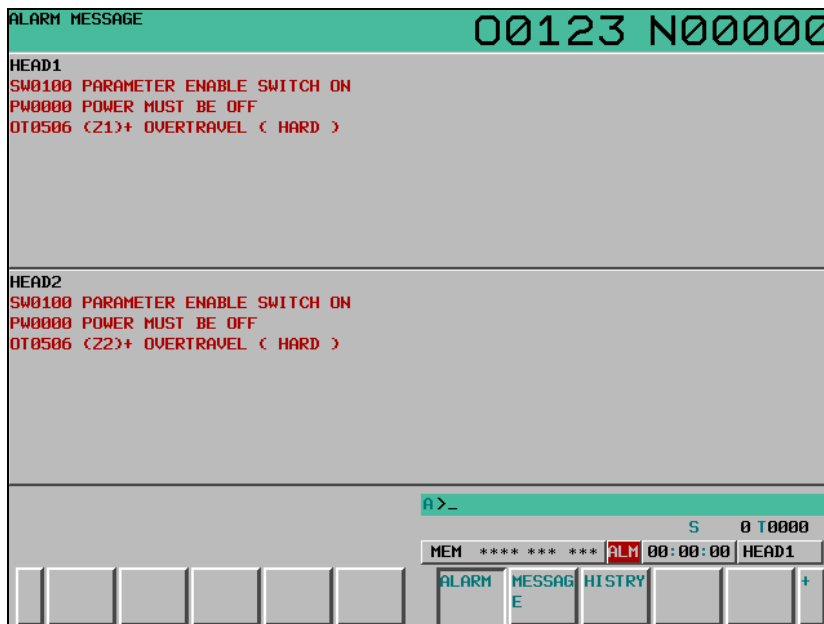 ALARM MESSAGE
O0123 N00000
HEAD1
SW0100 PARAMETER ENABLE SWITCH ON
PW0000 POWER MUST BE OFF
OT0506 (Z1)+ OVERTRAVEL ( HARD )
HEAD2
SW0100 PARAMETER ENABLE SWITCH ON
PW0000 POWER MUST BE OFF
OT0506 (Z2)+ OVERTRAVEL ( HARD )
A>_
S 0 T0000
MEM **** *** *** ALM 00:00:00 HEAD1
ALARM MESSAG HISTRY +
E